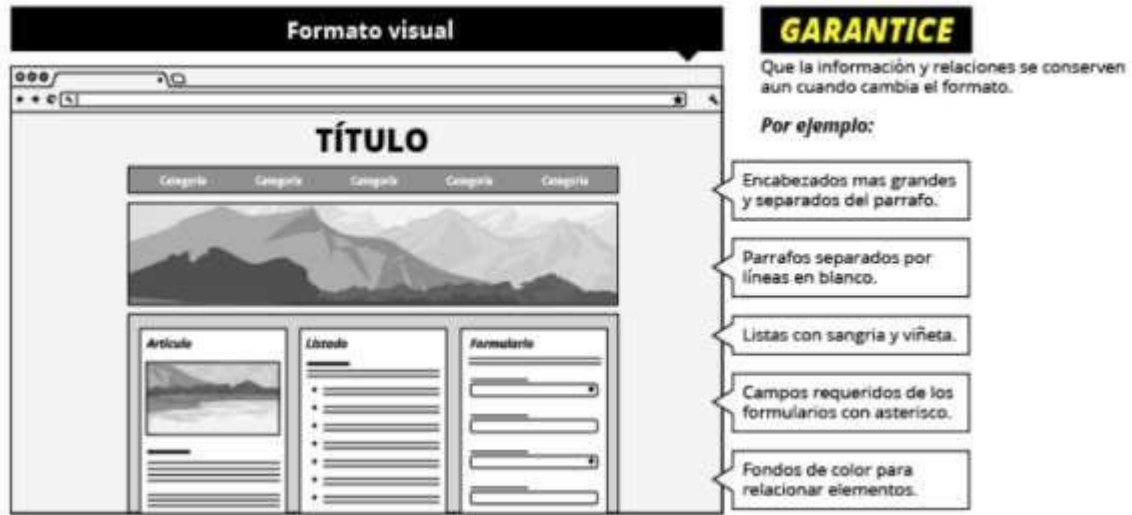 Formato visual
TÍTULO
Categoría Categoría Categoría Categoría Categoría
Artículo
Listado
Formulario
GARANTICE
Que la información y relaciones se conserven
aun cuando cambia el formato.
Por ejemplo:
Encabezados mas grandes
y separados del parrafo.
Parrafos separados por
líneas en blanco.
Listas con sangria y viñeta.
Campos requeridos de los
formularios con asterisco.
Fondos de color para
relacionar elementos.